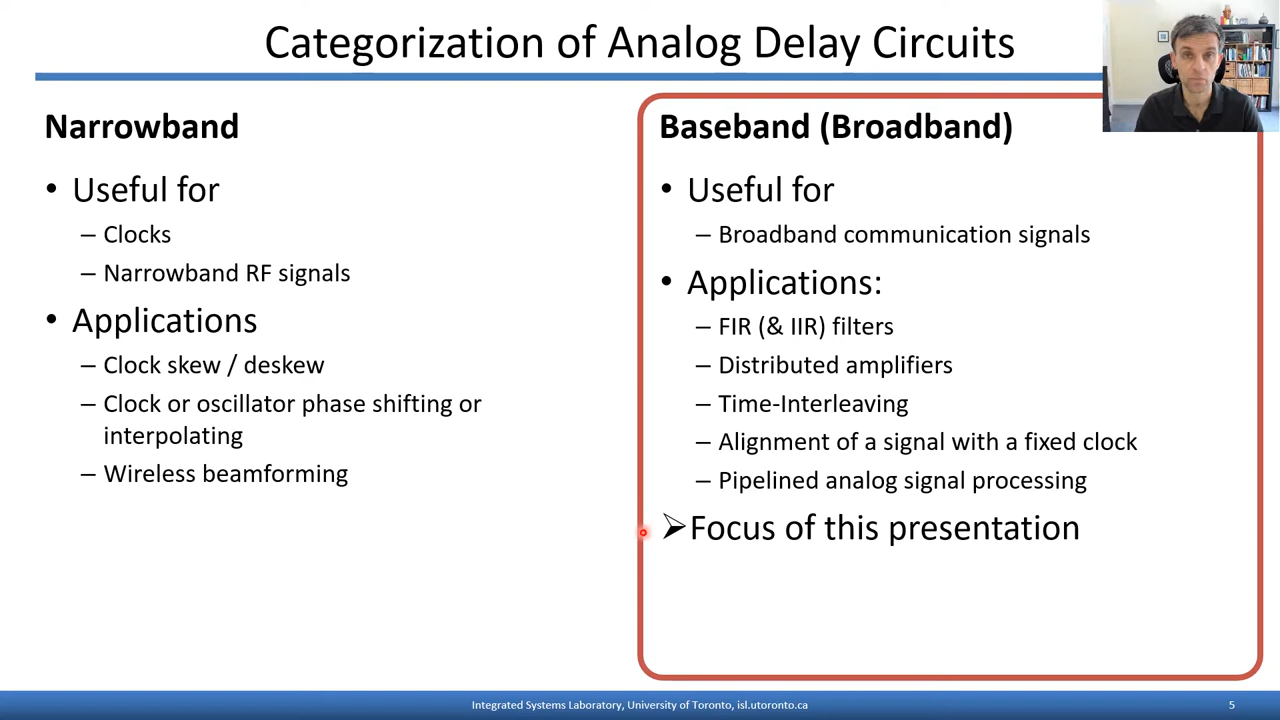 Categorization of Analog Delay Circuits
Narrowband
• Useful for
– Clocks
– Narrowband RF signals
• Applications
– Clock skew / deskew
– Clock or oscillator phase shifting or
interpolating
– Wireless beamforming
Baseband (Broadband)
• Useful for
– Broadband communication signals
• Applications:
– FIR (& IIR) filters
– Distributed amplifiers
– Time-Interleaving
– Alignment of a signal with a fixed clock
– Pipelined analog signal processing
➢Focus of this presentation
Integrated Systems Laboratory, University of Toronto, isl.utoronto.ca
5